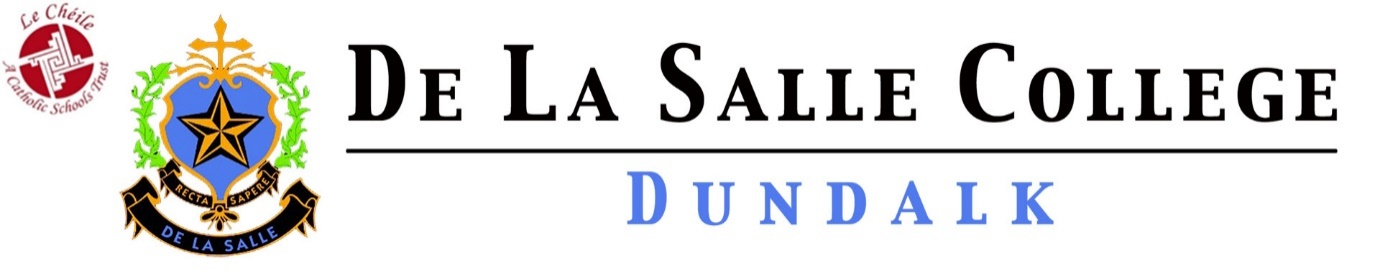 Le Chéile
A Catholic Schools Trust
RECTA SAPERE
DE LA SALLE
DE LA SALLE COLLEGE
DUNDALK